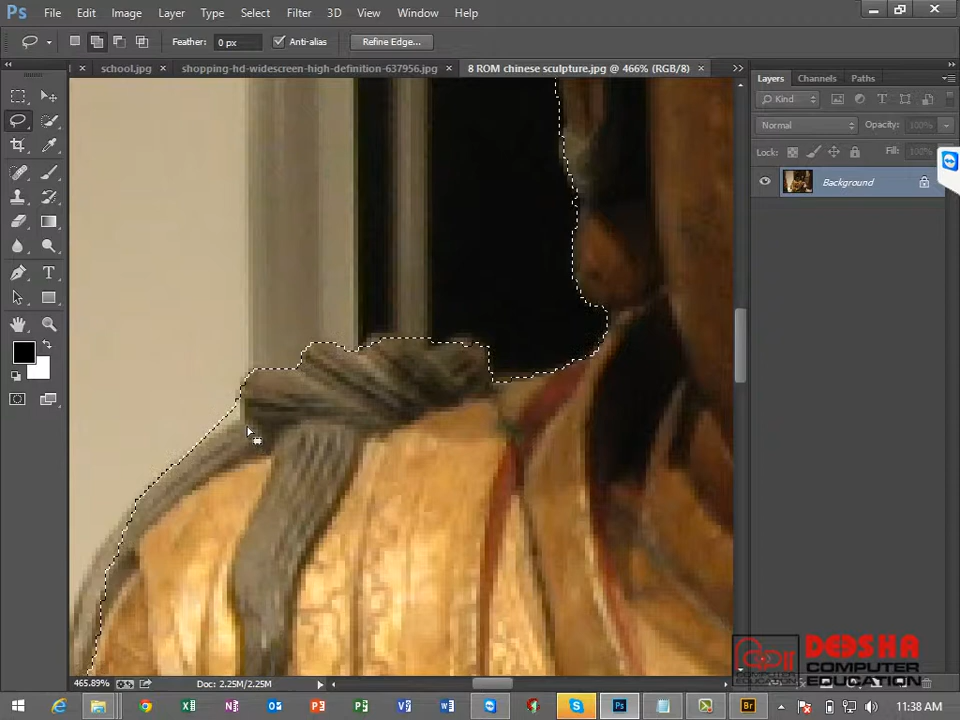 Ps File Edit Image Layer Type Select Filter 3D View Window Help
Feather: 0 px Anti-alias Refine Edge...
school.jpg × shopping-hd-widescreen-high-definition-637956.jpg × 8 ROM chinese sculpture.jpg @ 466% (RGB/8) ×
Layers Channels Paths
Kind
Normal Opacity: 100%
Lock: Fill: 100%
Background
DEESHA
COMPUTER
EDUCATION
465.89% Doc: 2.25M/2.25M
11:38 AM